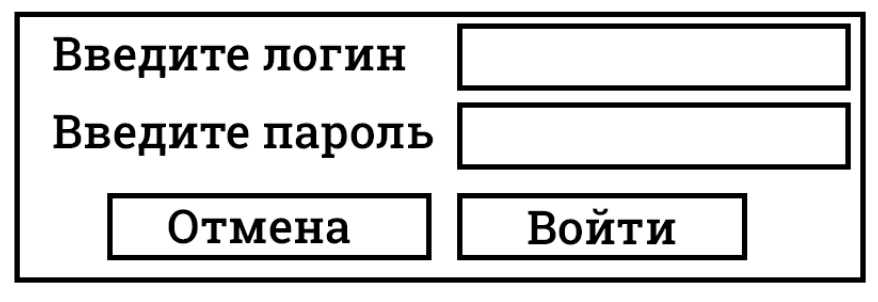 Введите логин
Введите пароль
Отмена Войти